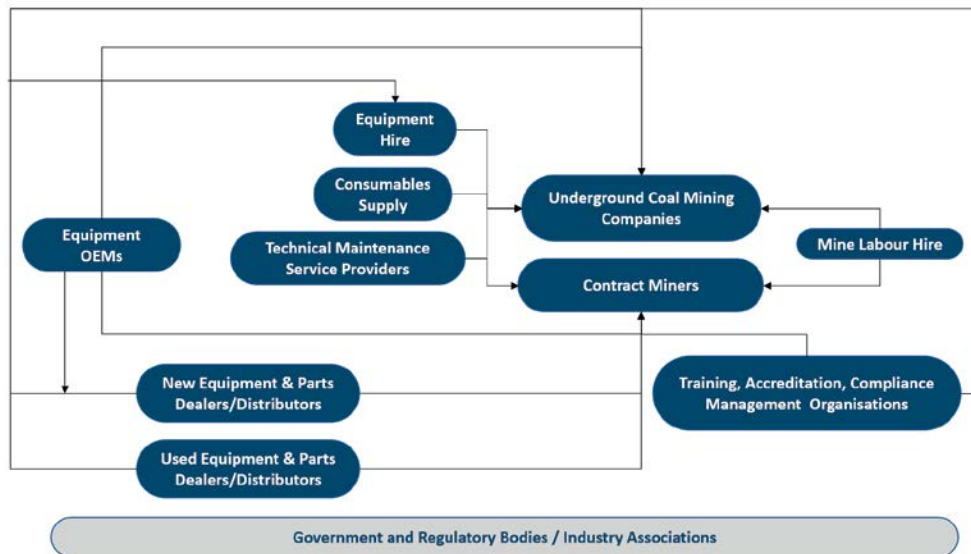 Equipment
Hire
Consumables
Supply
Underground Coal Mining
Companies
Equipment
OEMs
Technical Maintenance
Service Providers
Mine Labour Hire
Contract Miners
New Equipment & Parts
Dealers/Distributors
Training, Accreditation, Compliance
Management Organisations
Used Equipment & Parts
Dealers/Distributors
Government and Regulatory Bodies / Industry Associations